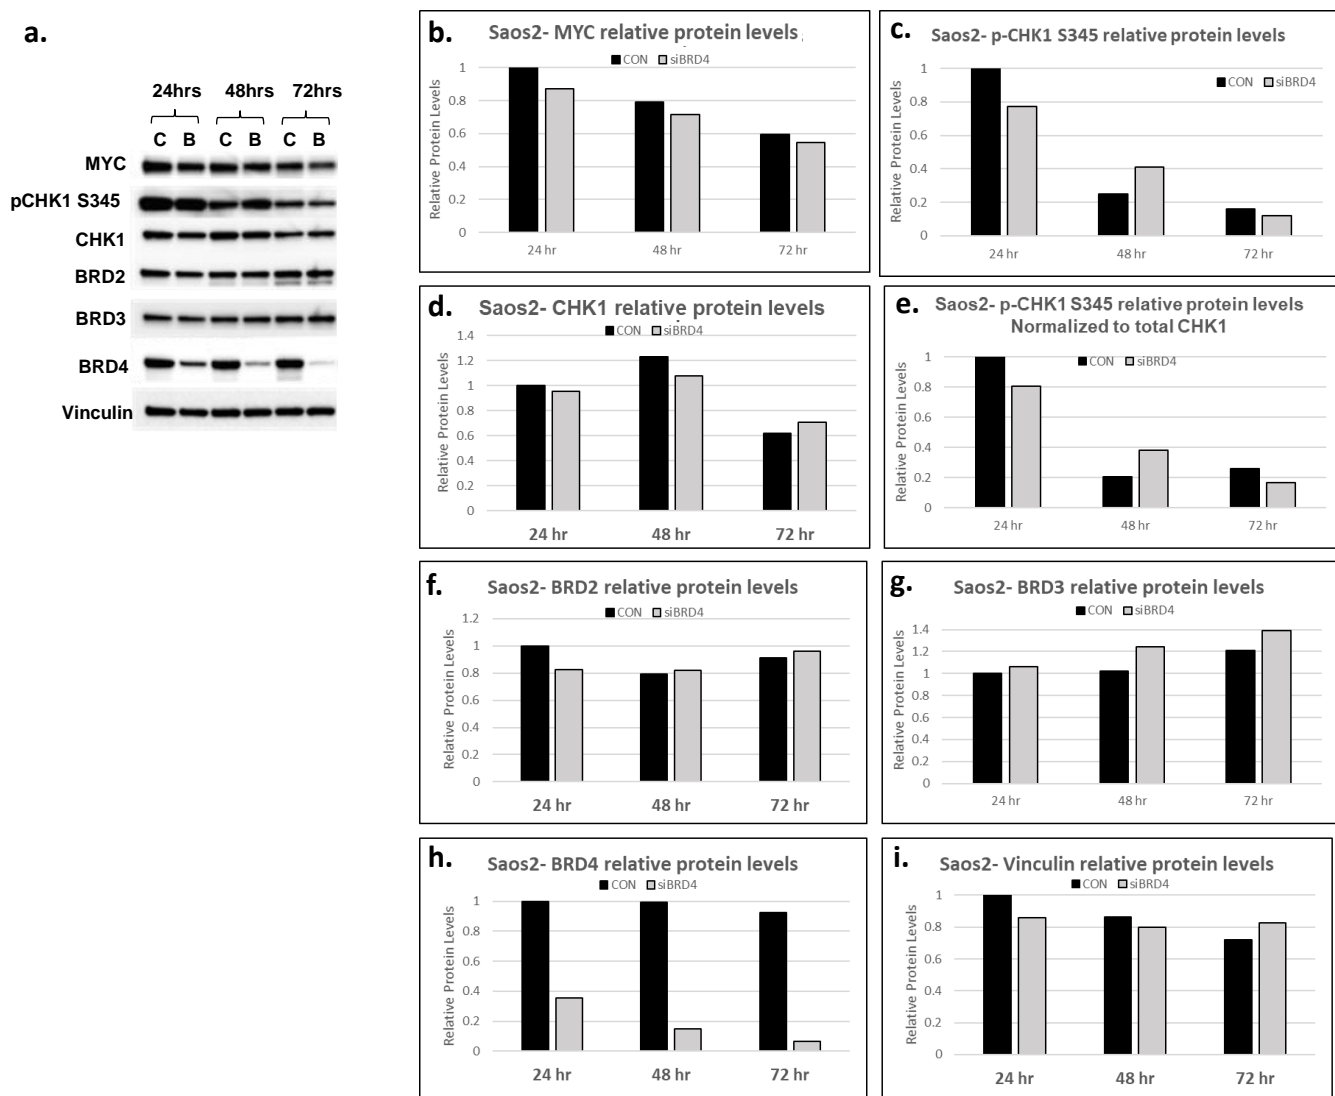 a.
24hrs 48hrs 72hrs
C B C B C B
MYC
pCHK1 S345
CHK1
BRD2
BRD3
BRD4
Vinculin
b.
Saos2- MYC relative protein levels
CON siBRD4
Relative Protein Levels
1
0.8
0.6
0.4
0.2
0
24 hr 48 hr 72 hr
c.
Saos2- p-CHK1 S345 relative protein levels
CON siBRD4
Relative Protein Levels
1
0.8
0.6
0.4
0.2
0
24 hr 48 hr 72 hr
d.
Saos2- CHK1 relative protein levels
CON siBRD4
Relative Protein Levels
1.4
1.2
1.0
0.8
0.6
0.4
0.2
0
24 hr 48 hr 72 hr
e.
Saos2- p-CHK1 S345 relative protein levels
Normalized to total CHK1
CON siBRD4
Relative Protein Levels
1
0.8
0.6
0.4
0.2
0
24 hr 48 hr 72 hr
f.
Saos2- BRD2 relative protein levels
CON siBRD4
Relative Protein Levels
1.2
1
0.8
0.6
0.4
0.2
0
24 hr 48 hr 72 hr
g.
Saos2- BRD3 relative protein levels
CON siBRD4
Relative Protein Levels
1.4
1.2
1
0.8
0.6
0.4
0.2
0
24 hr 48 hr 72 hr
h.
Saos2- BRD4 relative protein levels
CON siBRD4
Relative Protein Levels
1
0.8
0.6
0.4
0.2
0
24 hr 48 hr 72 hr
i.
Saos2- Vinculin relative protein levels
CON siBRD4
Relative Protein Levels
1
0.8
0.6
0.4
0.2
0
24 hr 48 hr 72 hr